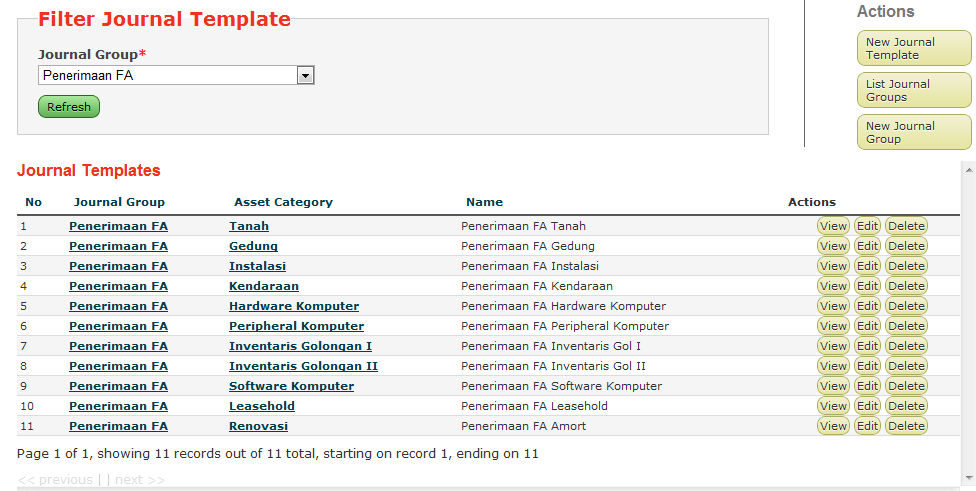 Filter Journal Template
Journal Group*
Penerimaan FA
Refresh
Actions
New Journal
Template
List Journal
Groups
New Journal
Group
Journal Templates
No Journal Group Asset Category Name Actions
1 Penerimaan FA Tanah Penerimaan FA Tanah View Edit Delete
2 Penerimaan FA Gedung Penerimaan FA Gedung View Edit Delete
3 Penerimaan FA Instalasi Penerimaan FA Instalasi View Edit Delete
4 Penerimaan FA Kendaraan Penerimaan FA Kendaraan View Edit Delete
5 Penerimaan FA Hardware Komputer Penerimaan FA Hardware Komputer View Edit Delete
6 Penerimaan FA Peripheral Komputer Penerimaan FA Peripheral Komputer View Edit Delete
7 Penerimaan FA Inventaris Golongan I Penerimaan FA Inventaris Gol I View Edit Delete
8 Penerimaan FA Inventaris Golongan II Penerimaan FA Inventaris Gol II View Edit Delete
9 Penerimaan FA Software Komputer Penerimaan FA Software Komputer View Edit Delete
10 Penerimaan FA Leasehold Penerimaan FA Leasehold View Edit Delete
11 Penerimaan FA Renovasi Penerimaan FA Amort View Edit Delete
Page 1 of 1, showing 11 records out of 11 total, starting on record 1, ending on 11
<< previous | | next >>